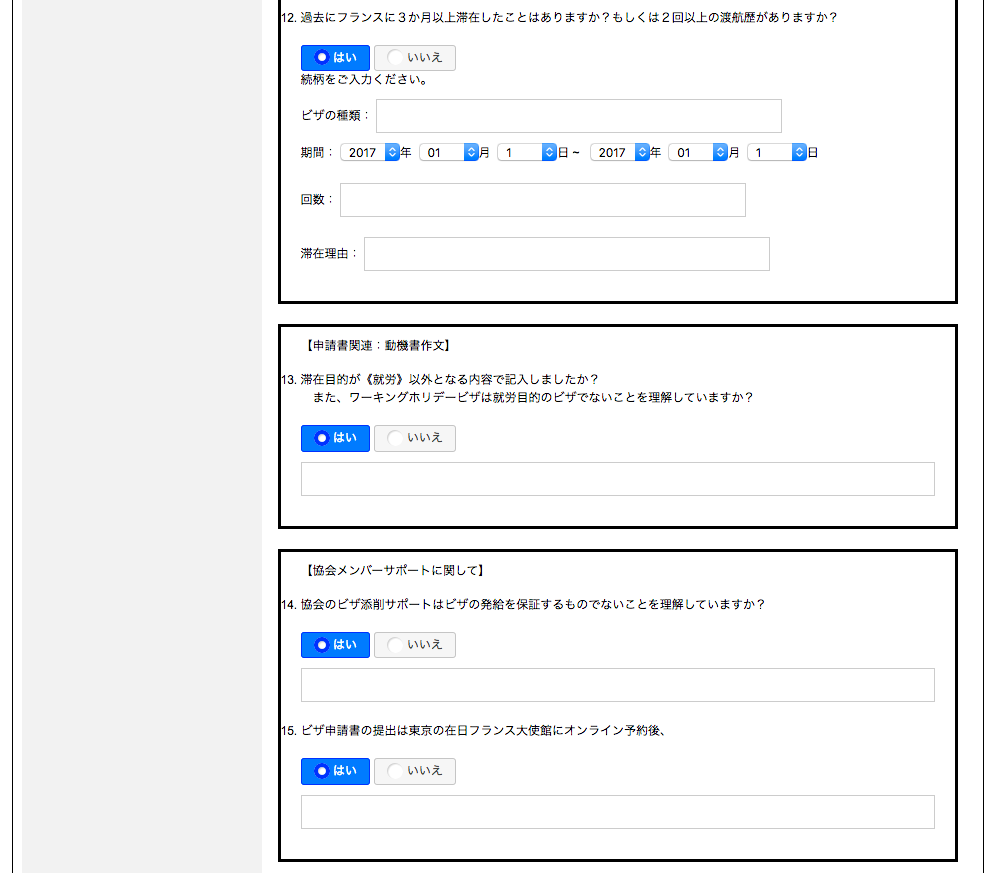 12. 過去にフランスに３か月以上滞在したことはありますか？もしくは２回以上の渡航歴がありますか？
はい いいえ
続柄をご入力ください。
ビザの種類：
期間： 2017 年 01 月 1 日 ~ 2017 年 01 月 1 日
回数：
滞在理由：
【申請書関連：動機書作文】
13. 滞在目的が《就労》以外となる内容で記入しましたか？
また、ワーキングホリデービザは就労目的のビザでないことを理解していますか？
はい いいえ
【協会メンバーサポートに関して】
14. 協会のビザ添削サポートはビザの発給を保証するものでないことを理解していますか？
はい いいえ
15. ビザ申請書の提出は東京の在日フランス大使館にオンライン予約後、
はい いいえ